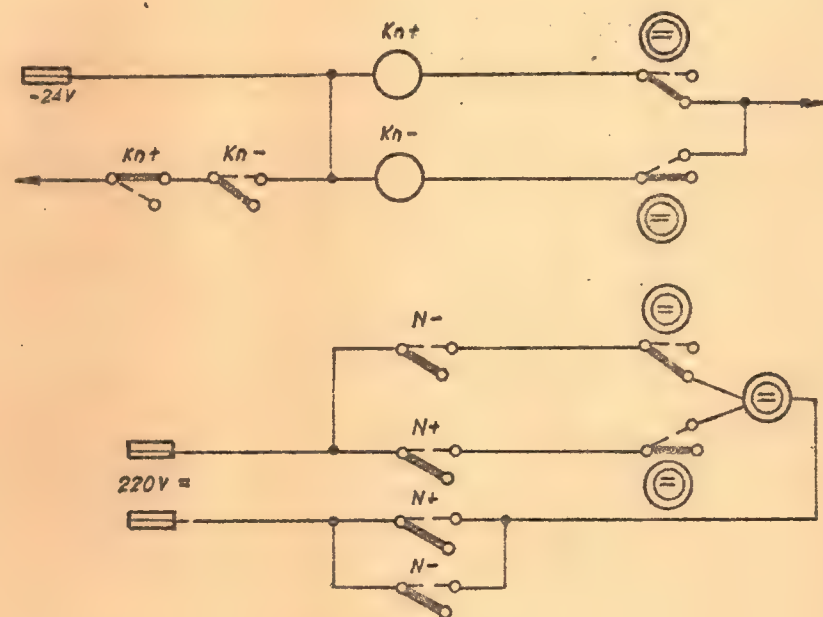 Kn+
-24V
Kn+
Kn-
Kn-
N-
N+
220V =
N+
N-